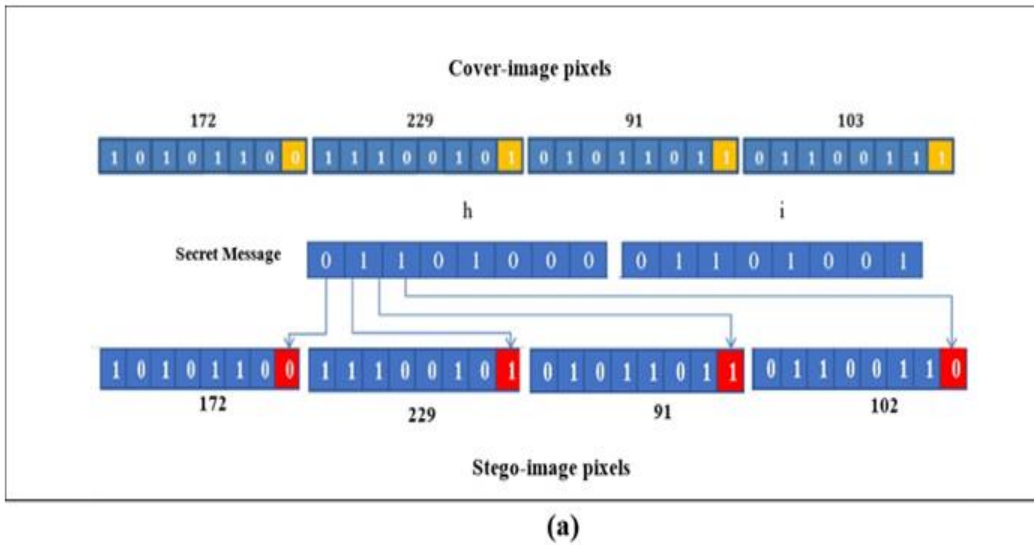 Cover-image pixels
172 229 91 103
1 0 1 0 1 1 0 0 1 1 1 0 0 1 0 1 0 1 0 1 1 0 1 1 0 1 1 0 0 1 1 1
h i
Secret Message 0 1 1 0 1 0 0 0 0 1 1 0 1 0 0 1
1 0 1 0 1 1 0 0 1 1 1 0 0 1 0 1 0 1 0 1 1 0 1 1 0 1 1 0 0 1 1 0
172 229 91 102
Stego-image pixels
(a)